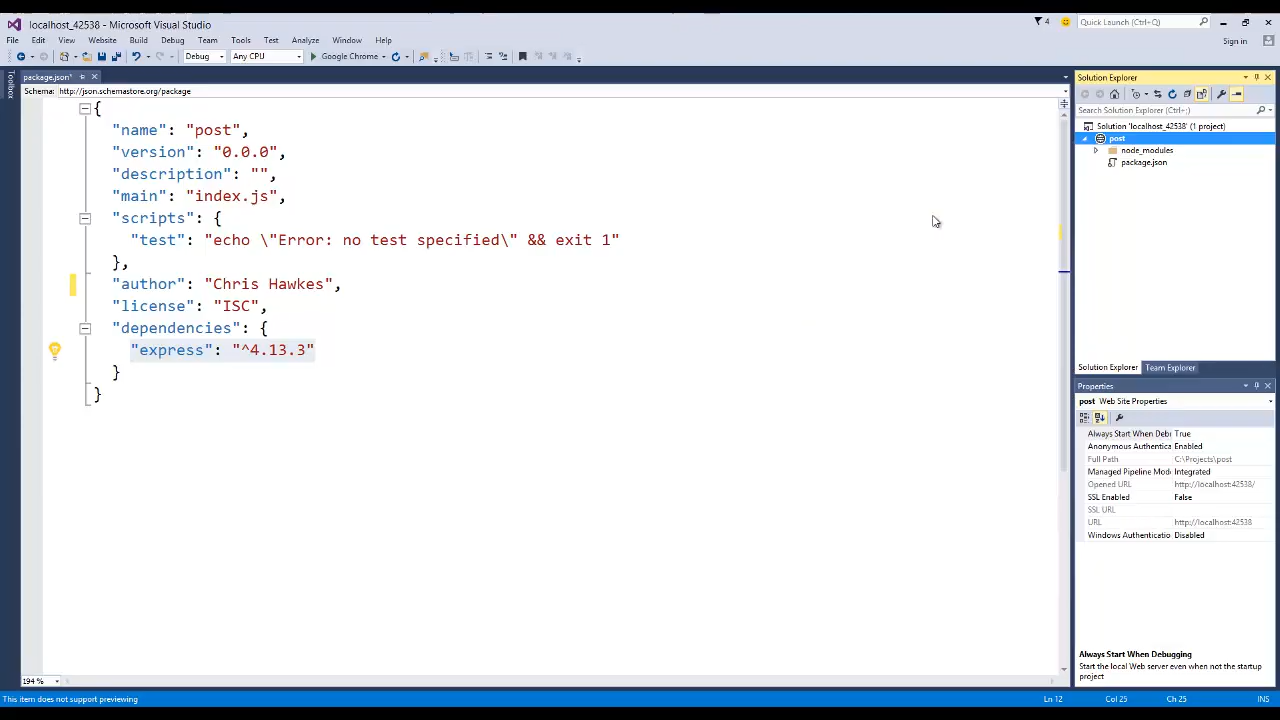 localhost_42538 - Microsoft Visual Studio
4
Quick Launch (Ctrl+Q)
File Edit View Website Build Debug Team Tools Test Analyze Window Help
Sign in
Debug Any CPU Google Chrome
Toolbox
package.json*
Schema: http://json.schemastore.org/package
{
"name": "post",
"version": "0.0.0",
"description": "",
"main": "index.js",
"scripts": {
"test": "echo \"Error: no test specified\" && exit 1"
},
"author": "Chris Hawkes",
"license": "ISC",
"dependencies": {
"express": "^4.13.3"
}
}
194 %
Solution Explorer
Search Solution Explorer (Ctrl+;)
Solution 'localhost_42538' (1 project)
post
node_modules
package.json
Solution Explorer Team Explorer
Properties
post Web Site Properties
Always Start When Debu True
Anonymous Authentica Enabled
Full Path C:\Projects\post
Managed Pipeline Mode Integrated
Opened URL http://localhost:42538/
SSL Enabled False
SSL URL
URL http://localhost:42538
Windows Authenticatio Disabled
Always Start When Debugging
Start the local Web server even when not the startup
project
This item does not support previewing Ln 12 Col 25 Ch 25 INS